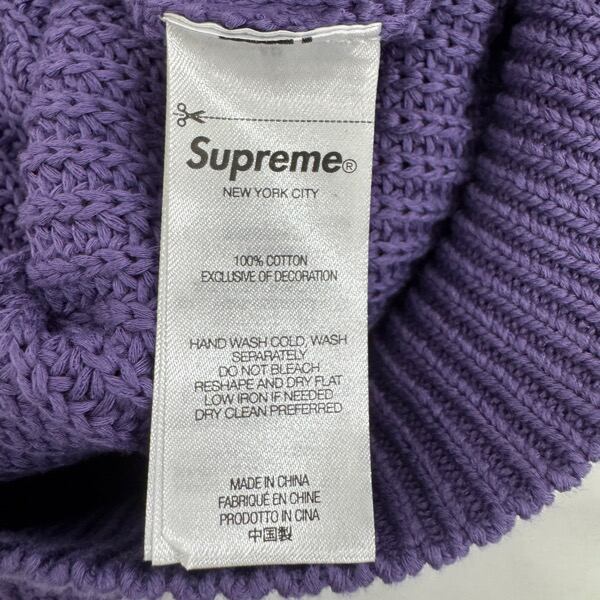 Supreme®
NEW YORK CITY
100% COTTON
EXCLUSIVE OF DECORATION
HAND WASH COLD, WASH
SEPARATELY
DO NOT BLEACH
RESHAPE AND DRY FLAT
LOW IRON IF NEEDED
DRY CLEAN PREFERRED
MADE IN CHINA
FABRIQUÉ EN CHINE
PRODOTTO IN CINA
中国製